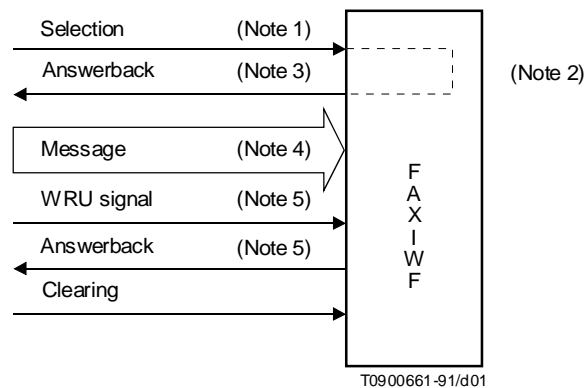 Selection (Note 1)
Answerback (Note 3)
(Note 2)
Message (Note 4)
WRU signal (Note 5)
Answerback (Note 5)
Clearing
F
A
X
I
W
F
T0900661-91/d01